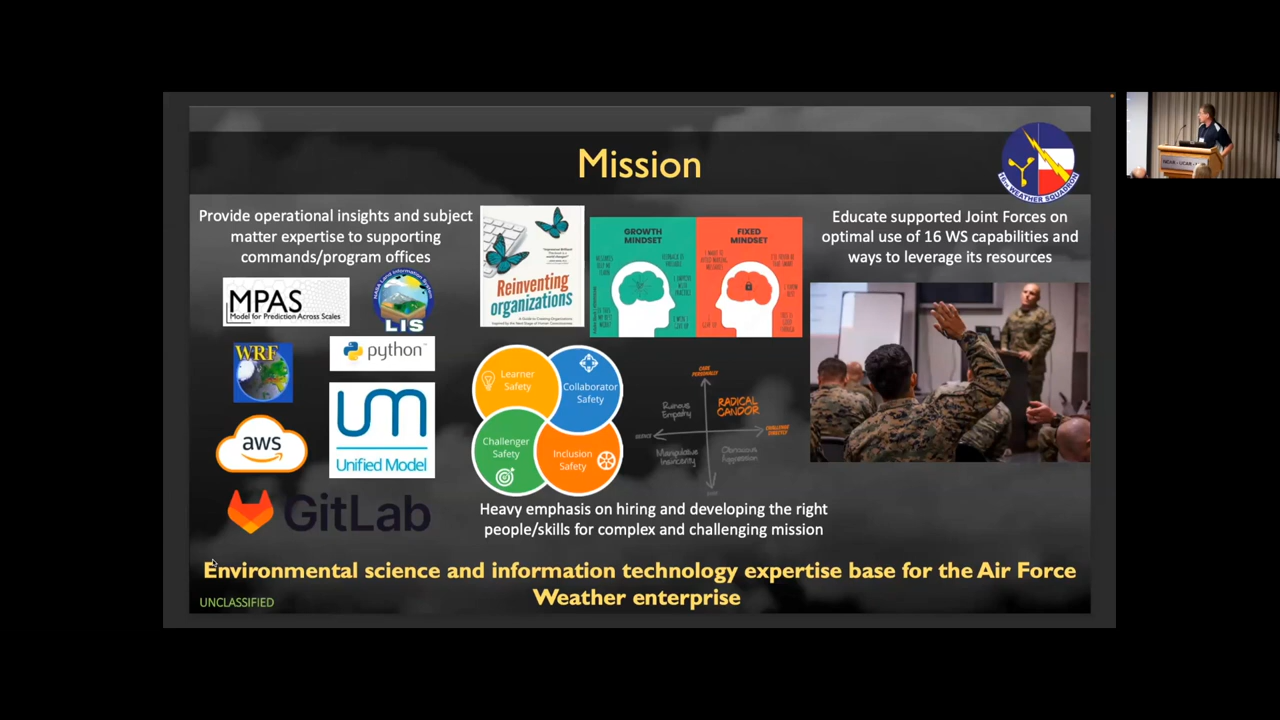 Mission
16TH WEATHER SQUADRON
Provide operational insights and subject
matter expertise to supporting
commands/program offices
MPAS
Model for Prediction Across Scales
LIS
WRF
python
aws
um
Unified Model
GitLab
Reinventing
organizations
GROWTH
MINDSET
FIXED
MINDSET
Learner
Safety
Collaborator
Safety
Challenger
Safety
Inclusion
Safety
CARE
PERSONALLY
Ruinous
Empathy
RADICAL
CANDOR
CHALLENGE
DIRECTLY
Manipulative
Insincerity
Obnoxious
Aggression
Heavy emphasis on hiring and developing the right
people/skills for complex and challenging mission
Educate supported Joint Forces on
optimal use of 16 WS capabilities and
ways to leverage its resources
Environmental science and information technology expertise base for the Air Force
Weather enterprise
UNCLASSIFIED